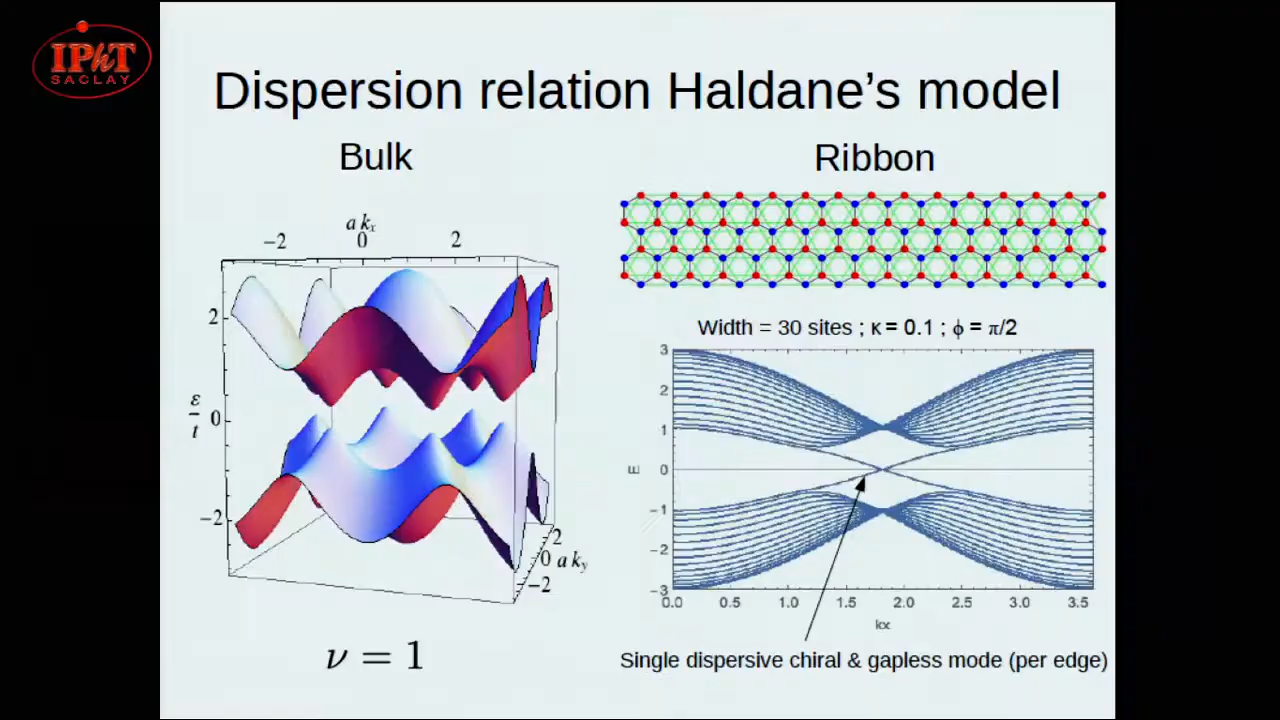 IPhT
SACLAY
Dispersion relation Haldane's model
Bulk
Ribbon
a kx
−2 0 2
2
ε/t 0
−2
2
0 a ky
−2
ν = 1
Width = 30 sites ; κ = 0.1 ; ϕ = π/2
3
2
1
E 0
−1
−2
−3
0.0 0.5 1.0 1.5 2.0 2.5 3.0 3.5
kx
Single dispersive chiral & gapless mode (per edge)